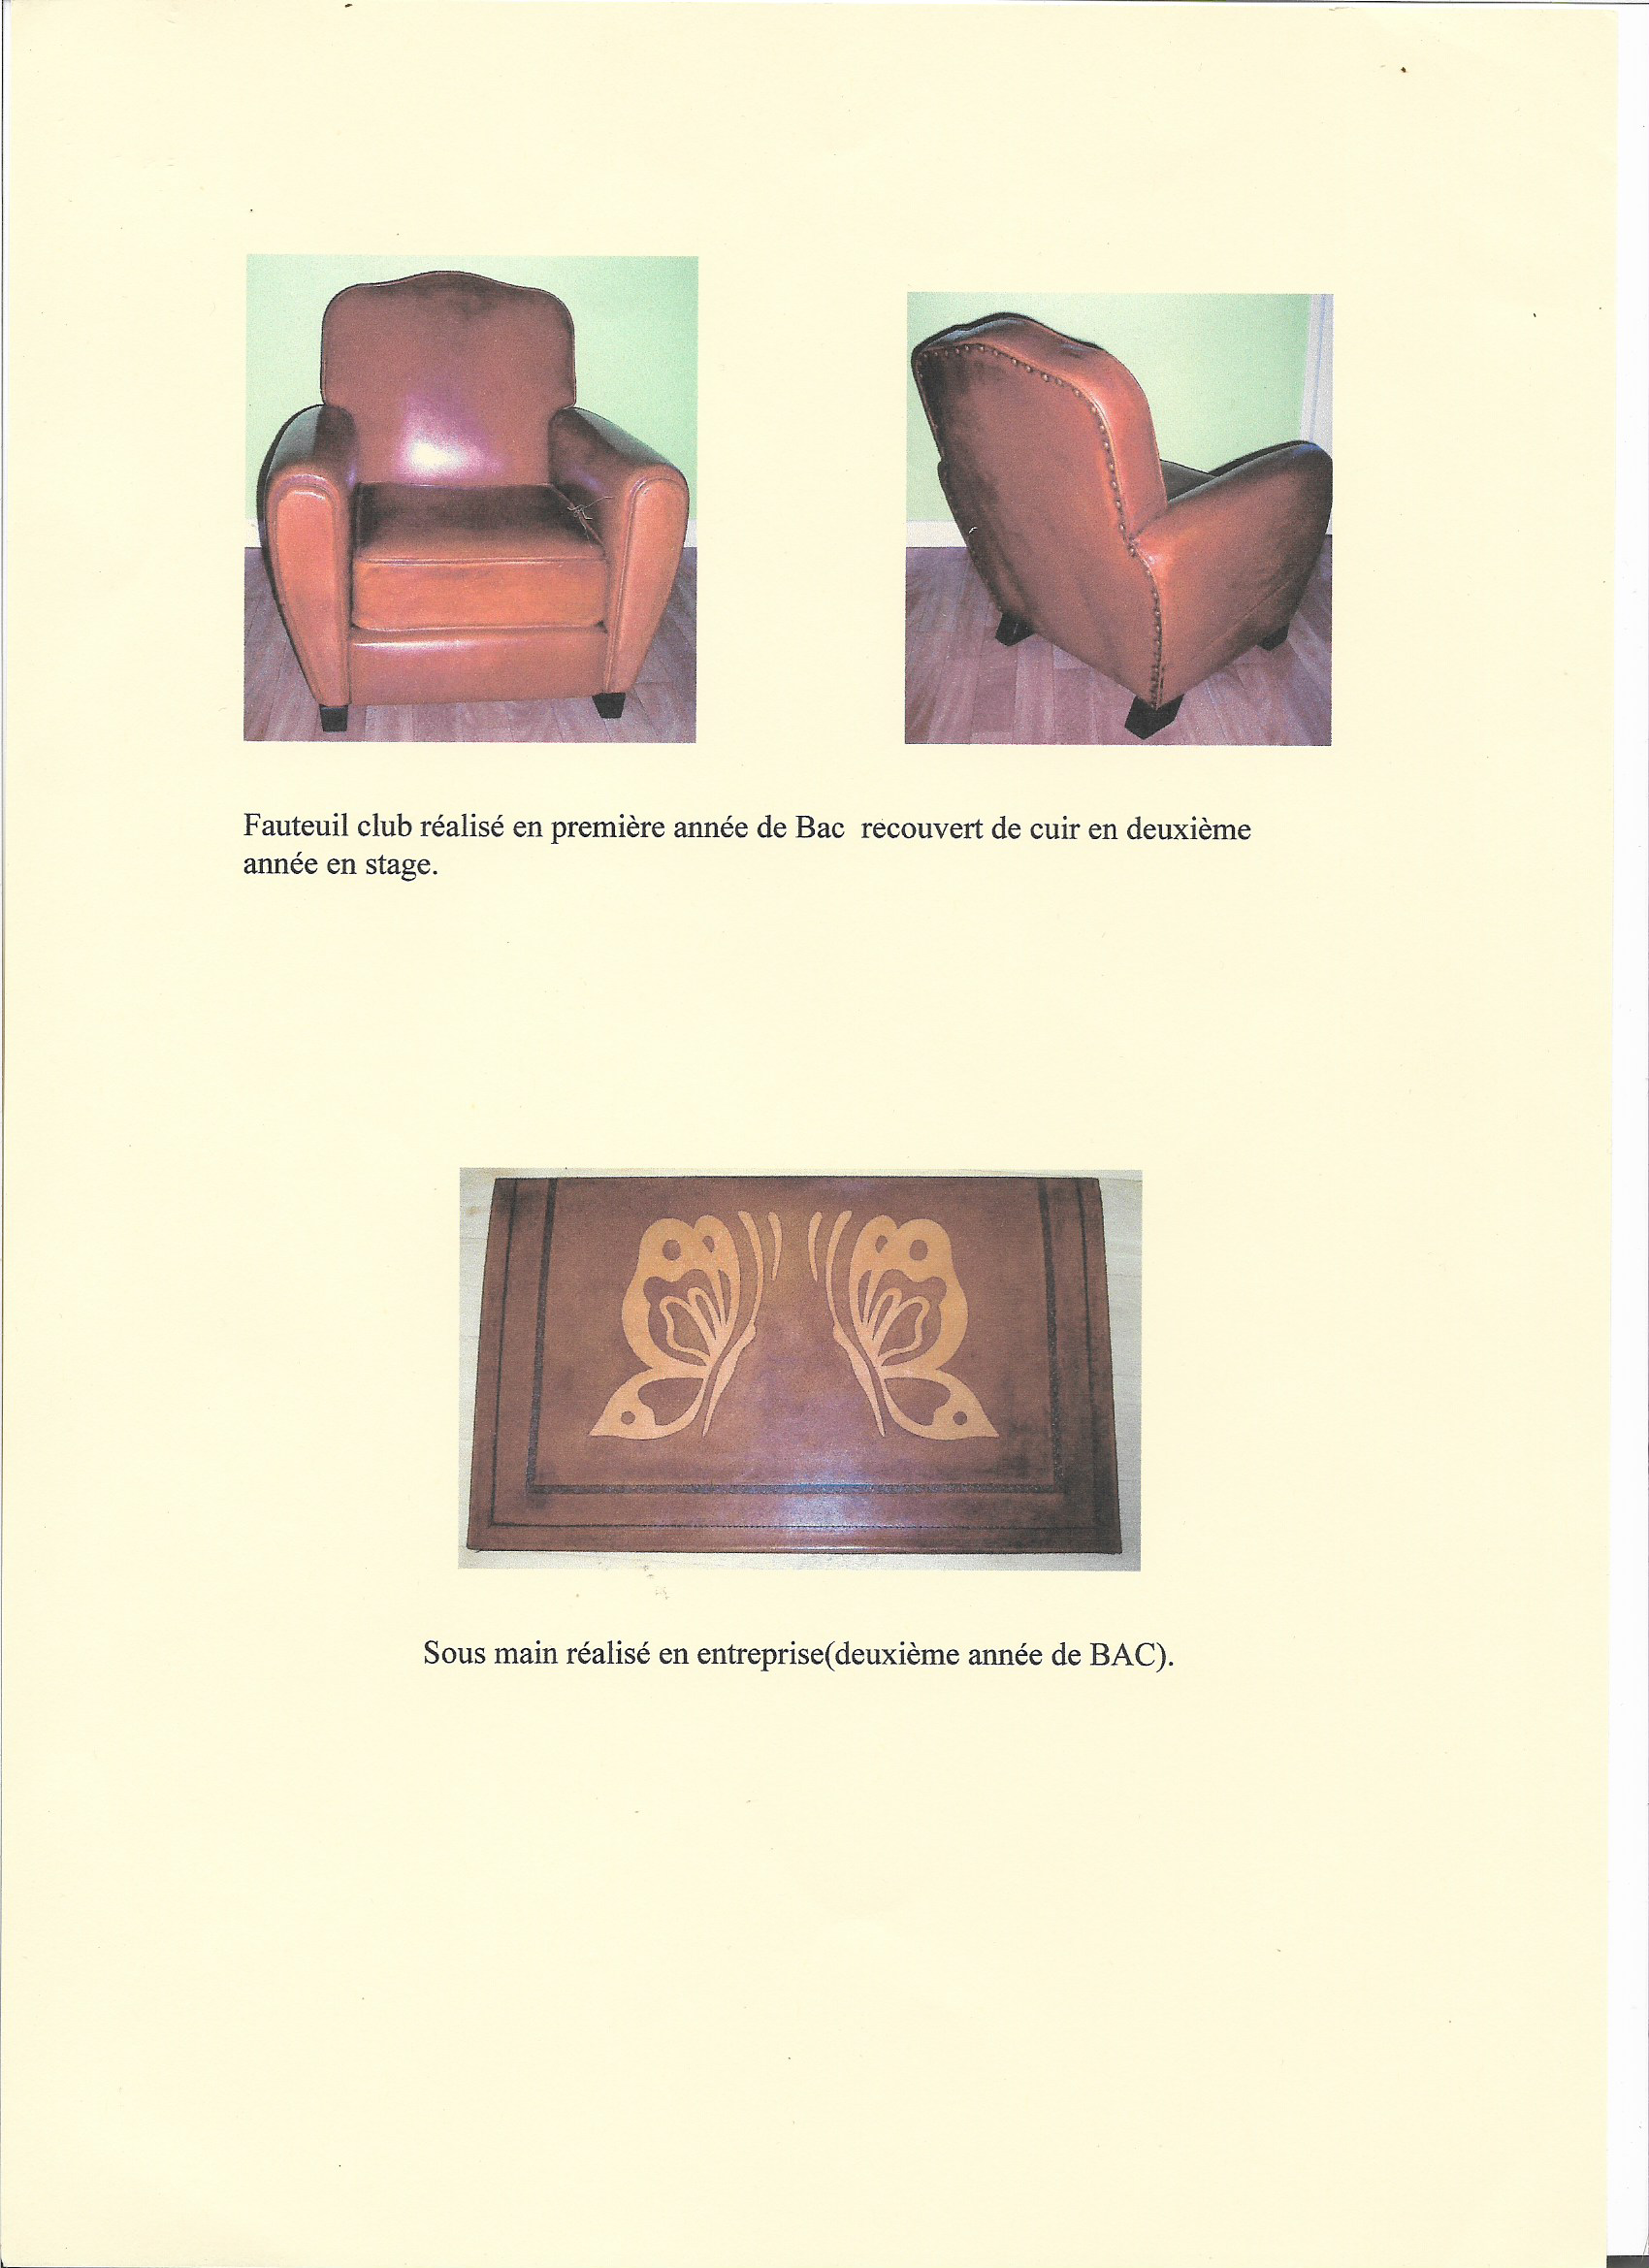 Fauteuil club réalisé en première année de Bac  recouvert de cuir en deuxième
année en stage.
Sous main réalisé en entreprise(deuxième année de BAC).